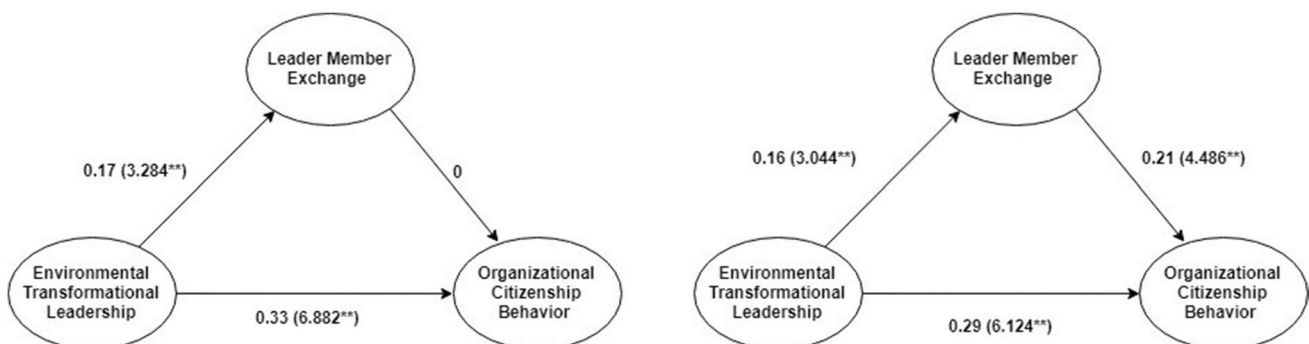 Leader Member
Exchange
0.17 (3.284**)
0
Environmental
Transformational
Leadership
0.33 (6.882**)
Organizational
Citizenship
Behavior
Leader Member
Exchange
0.16 (3.044**)
0.21 (4.486**)
Environmental
Transformational
Leadership
0.29 (6.124**)
Organizational
Citizenship
Behavior